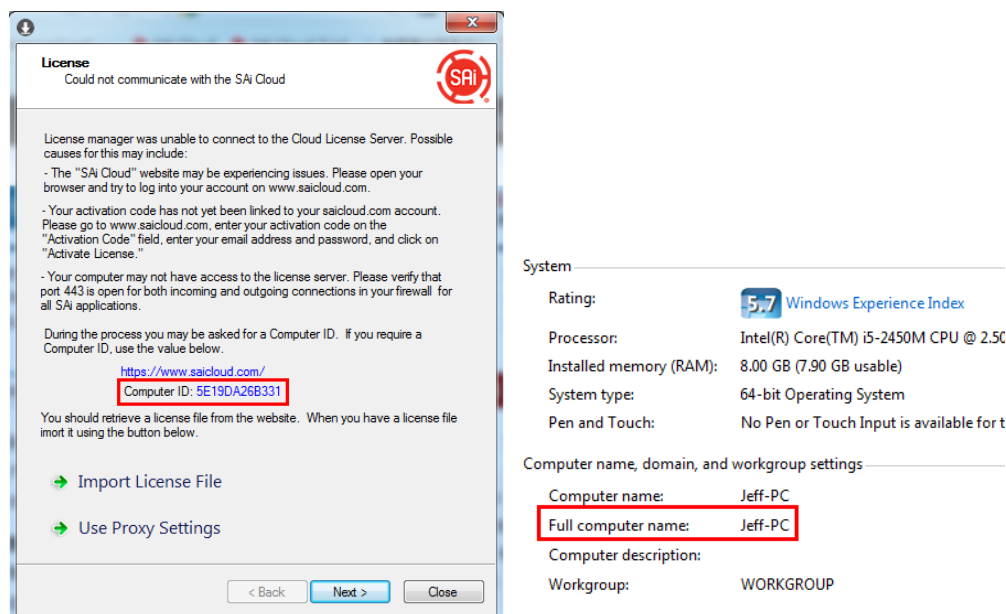 License
Could not communicate with the SAi Cloud
SAi
License manager was unable to connect to the Cloud License Server. Possible
causes for this may include:
- The "SAi Cloud" website may be experiencing issues. Please open your
browser and try to log into your account on www.saicloud.com.
- Your activation code has not yet been linked to your saicloud.com account.
Please go to www.saicloud.com, enter your activation code on the
"Activation Code" field, enter your email address and password, and click on
"Activate License."
- Your computer may not have access to the license server. Please verify that
port 443 is open for both incoming and outgoing connections in your firewall for
all SAi applications.
During the process you may be asked for a Computer ID. If you require a
Computer ID, use the value below.
https://www.saicloud.com/
Computer ID: 5E19DA26B331
You should retrieve a license file from the website. When you have a license file
imort it using the button below.
Import License File
Use Proxy Settings
< Back
Next >
Close
System
Rating: 5.7 Windows Experience Index
Processor: Intel(R) Core(TM) i5-2450M CPU @ 2.50
Installed memory (RAM): 8.00 GB (7.90 GB usable)
System type: 64-bit Operating System
Pen and Touch: No Pen or Touch Input is available for t
Computer name, domain, and workgroup settings
Computer name: Jeff-PC
Full computer name: Jeff-PC
Computer description:
Workgroup: WORKGROUP